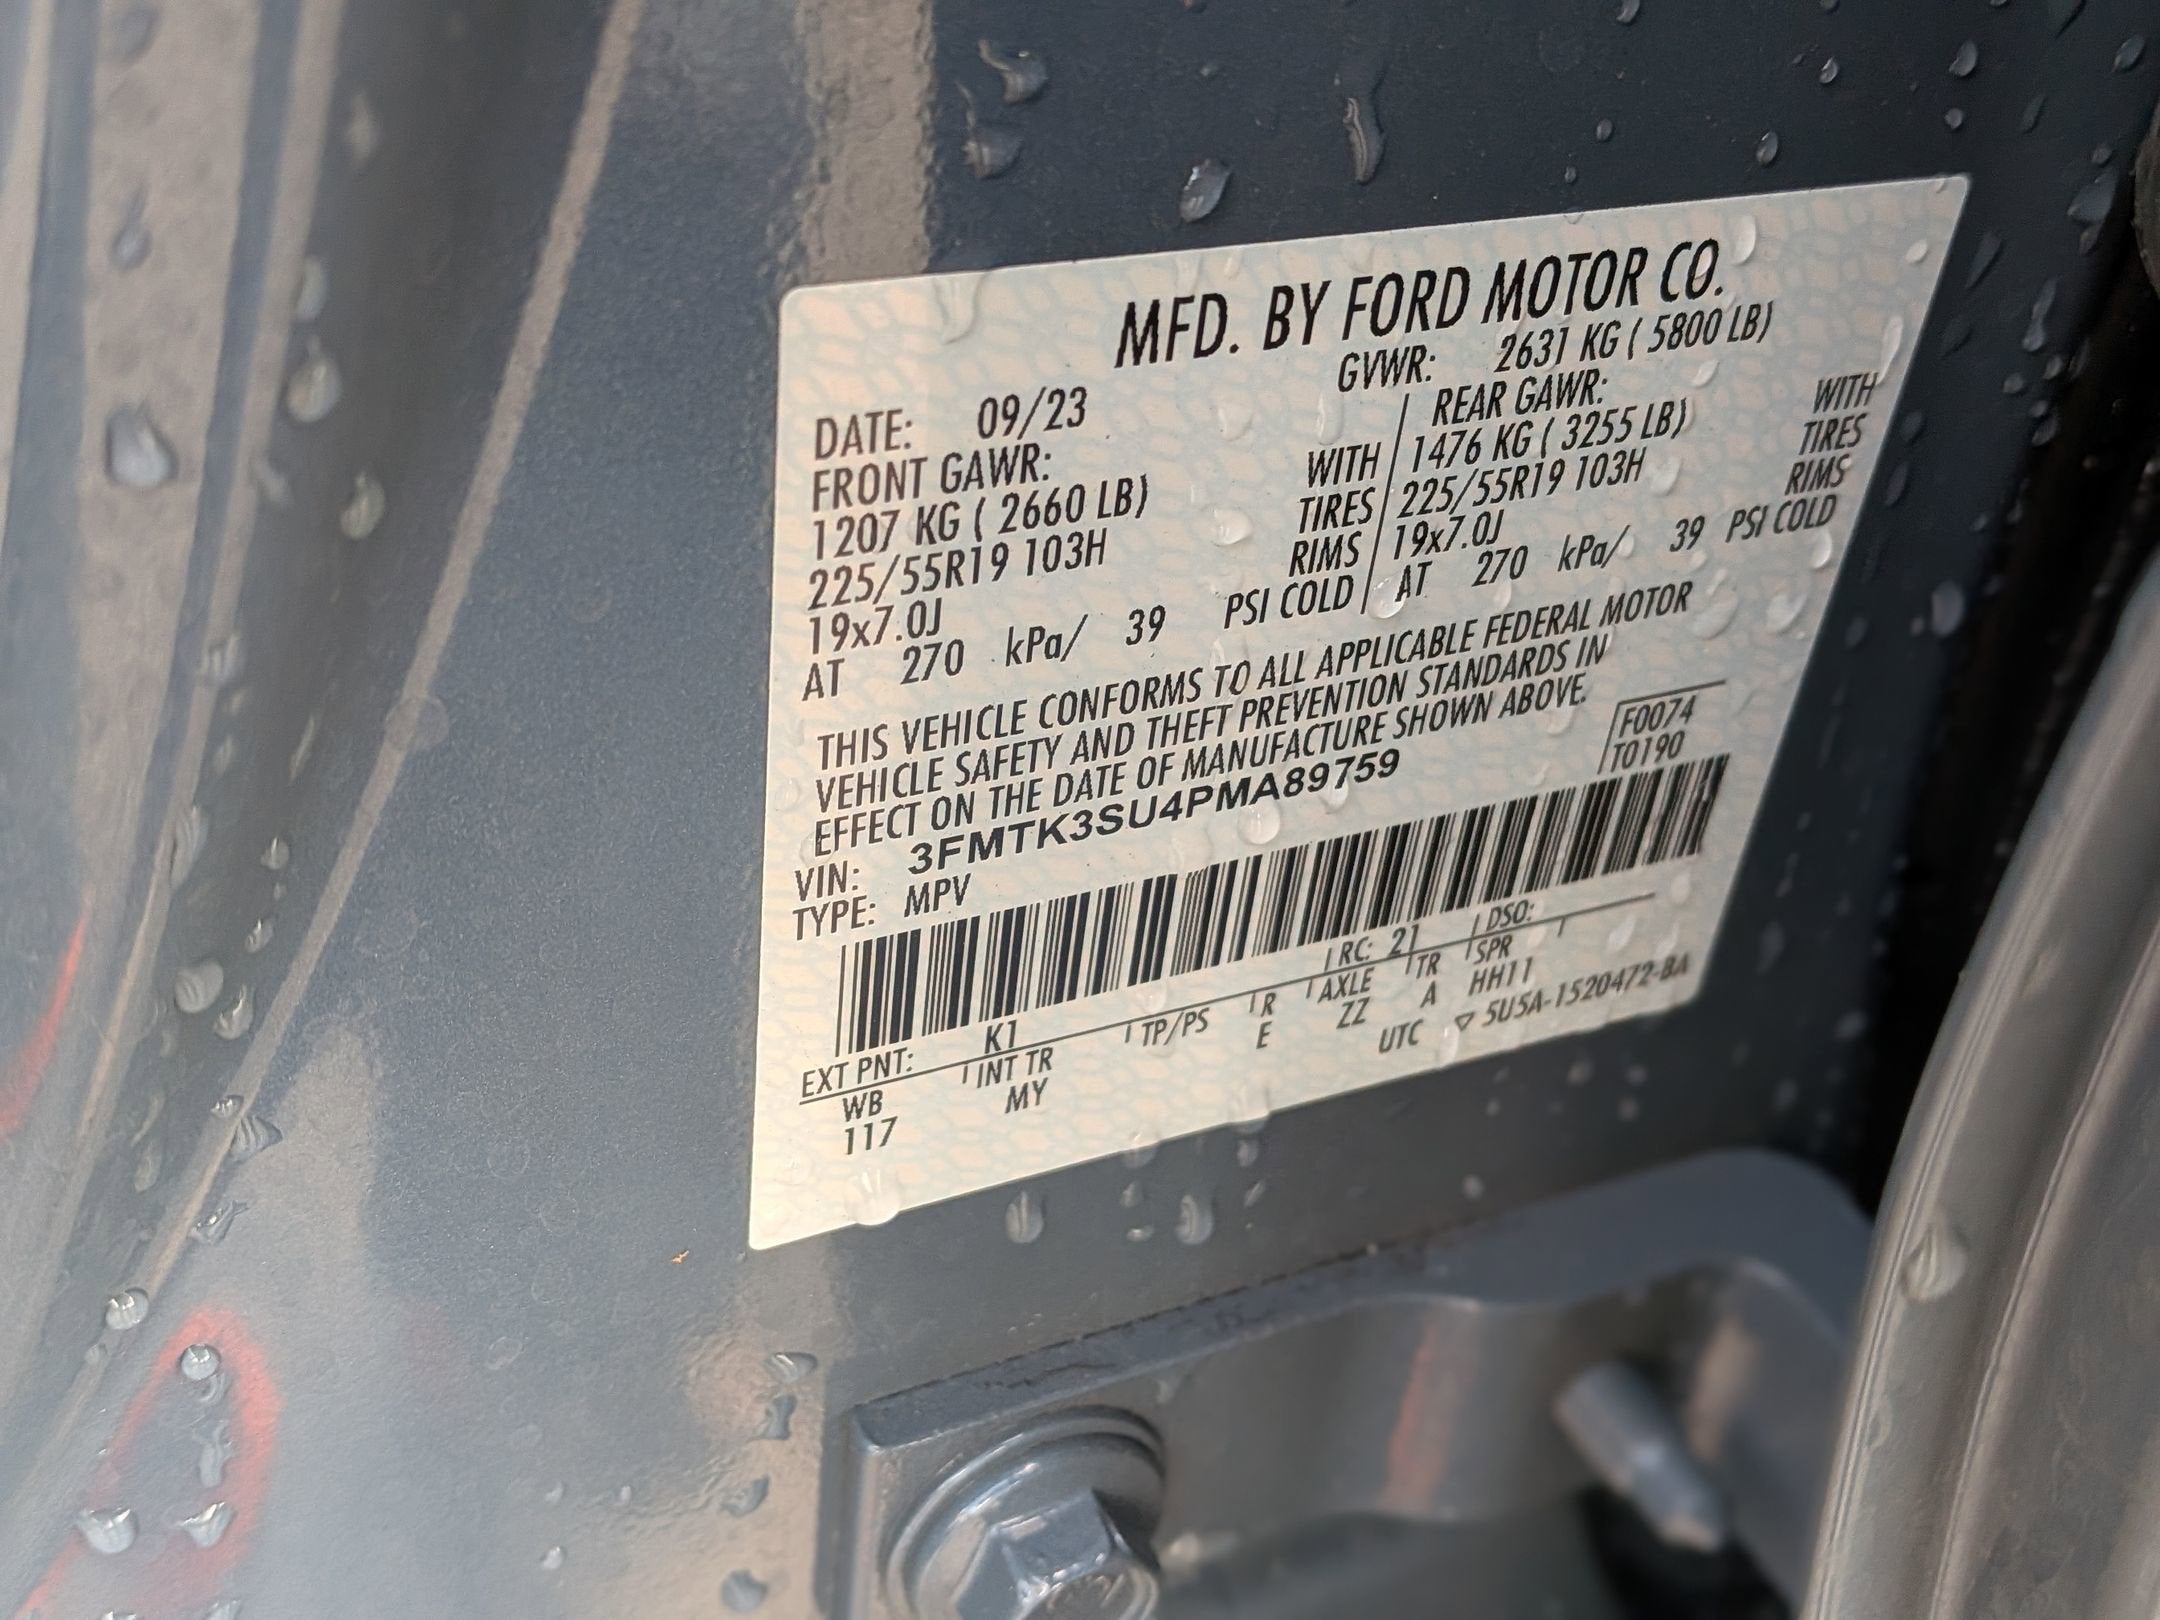 MFD. BY FORD MOTOR CO.
DATE: 09/23 GVWR: 2631 KG ( 5800 LB)
FRONT GAWR: REAR GAWR:
1207 KG ( 2660 LB) WITH 1476 KG ( 3255 LB) WITH
225/55R19 103H TIRES 225/55R19 103H TIRES
19x7.0J RIMS 19x7.0J RIMS
AT 270 kPa/ 39 PSI COLD AT 270 kPa/ 39 PSI COLD
THIS VEHICLE CONFORMS TO ALL APPLICABLE FEDERAL MOTOR
VEHICLE SAFETY AND THEFT PREVENTION STANDARDS IN
EFFECT ON THE DATE OF MANUFACTURE SHOWN ABOVE.
VIN: 3FMTK3SU4PMA89759 F0074
TYPE: MPV T0190
EXT PNT: K1 RC: 21 DSO:
WB INT TR TP/PS R AXLE TR SPR
117 MY E ZZ A HH11
UTC ▽ 5U5A-1520472-BA